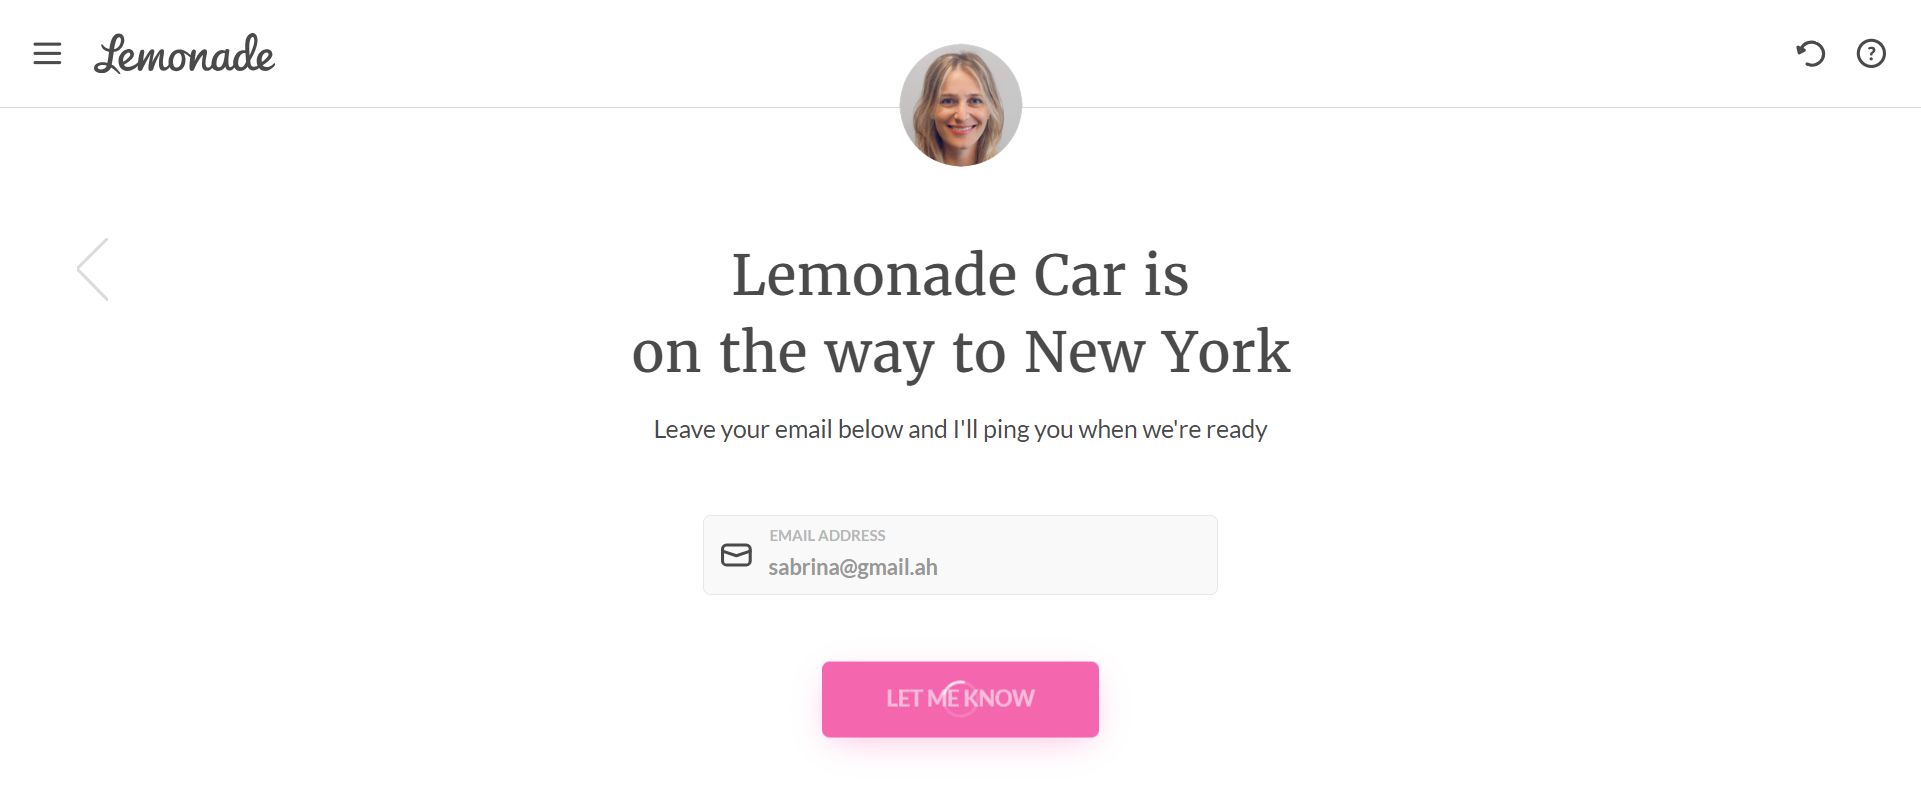 Lemonade
Lemonade Car is
on the way to New York
Leave your email below and I'll ping you when we're ready
EMAIL ADDRESS
sabrina@gmail.ah
LET ME KNOW